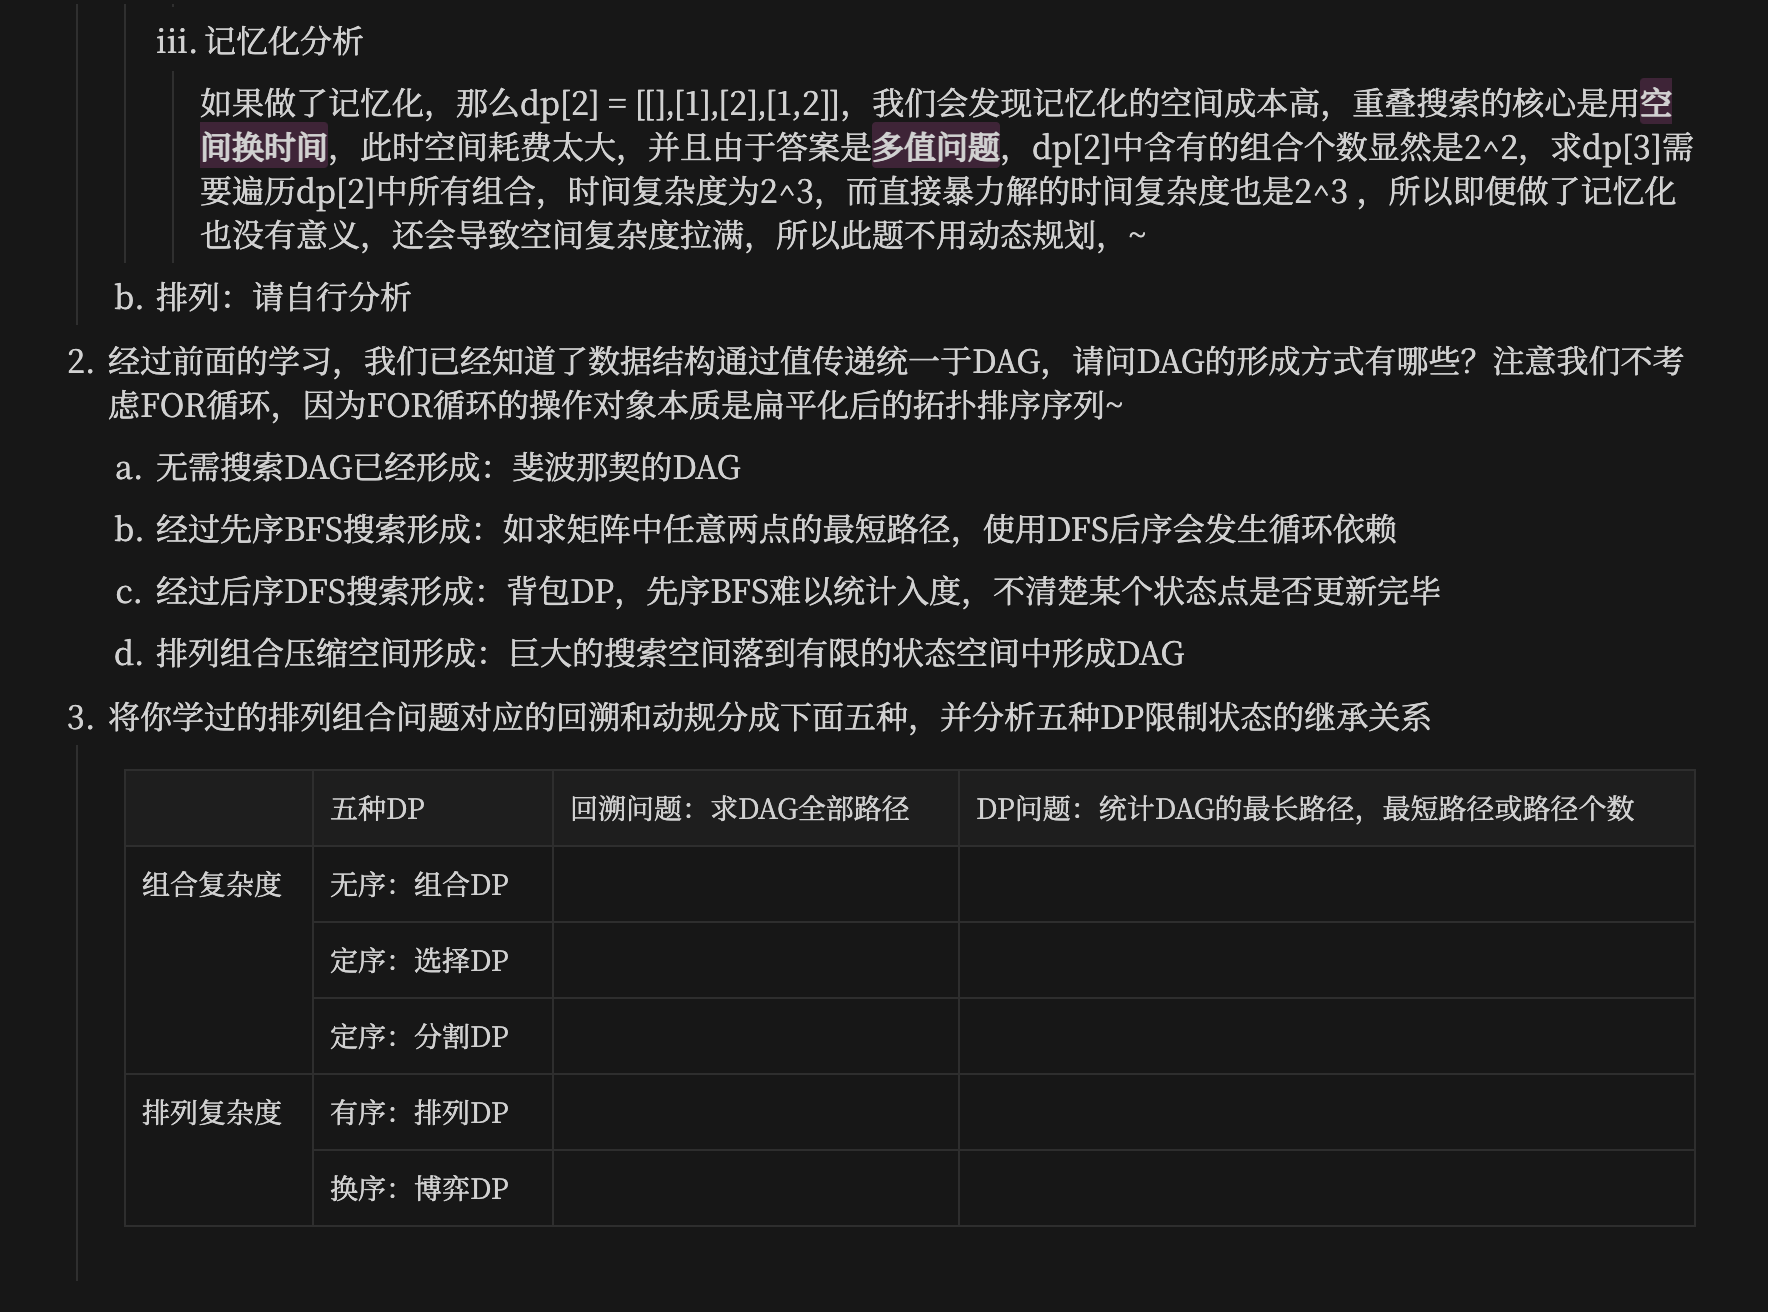 iii. 记忆化分析
如果做了记忆化，那么dp[2] = [[],[1],[2],[1,2]]，我们会发现记忆化的空间成本高，重叠搜索的核心是用空
间换时间，此时空间耗费太大，并且由于答案是多值问题，dp[2]中含有的组合个数显然是2^2，求dp[3]需
要遍历dp[2]中所有组合，时间复杂度为2^3，而直接暴力解的时间复杂度也是2^3 ，所以即便做了记忆化
也没有意义，还会导致空间复杂度拉满，所以此题不用动态规划，~
b. 排列：请自行分析
2. 经过前面的学习，我们已经知道了数据结构通过值传递统一于DAG，请问DAG的形成方式有哪些？注意我们不考
虑FOR循环，因为FOR循环的操作对象本质是扁平化后的拓扑排序序列~
a. 无需搜索DAG已经形成：斐波那契的DAG
b. 经过先序BFS搜索形成：如求矩阵中任意两点的最短路径，使用DFS后序会发生循环依赖
c. 经过后序DFS搜索形成：背包DP，先序BFS难以统计入度，不清楚某个状态点是否更新完毕
d. 排列组合压缩空间形成：巨大的搜索空间落到有限的状态空间中形成DAG
3. 将你学过的排列组合问题对应的回溯和动规分成下面五种，并分析五种DP限制状态的继承关系
五种DP 回溯问题：求DAG全部路径 DP问题：统计DAG的最长路径，最短路径或路径个数
组合复杂度 无序：组合DP
定序：选择DP
定序：分割DP
排列复杂度 有序：排列DP
换序：博弈DP